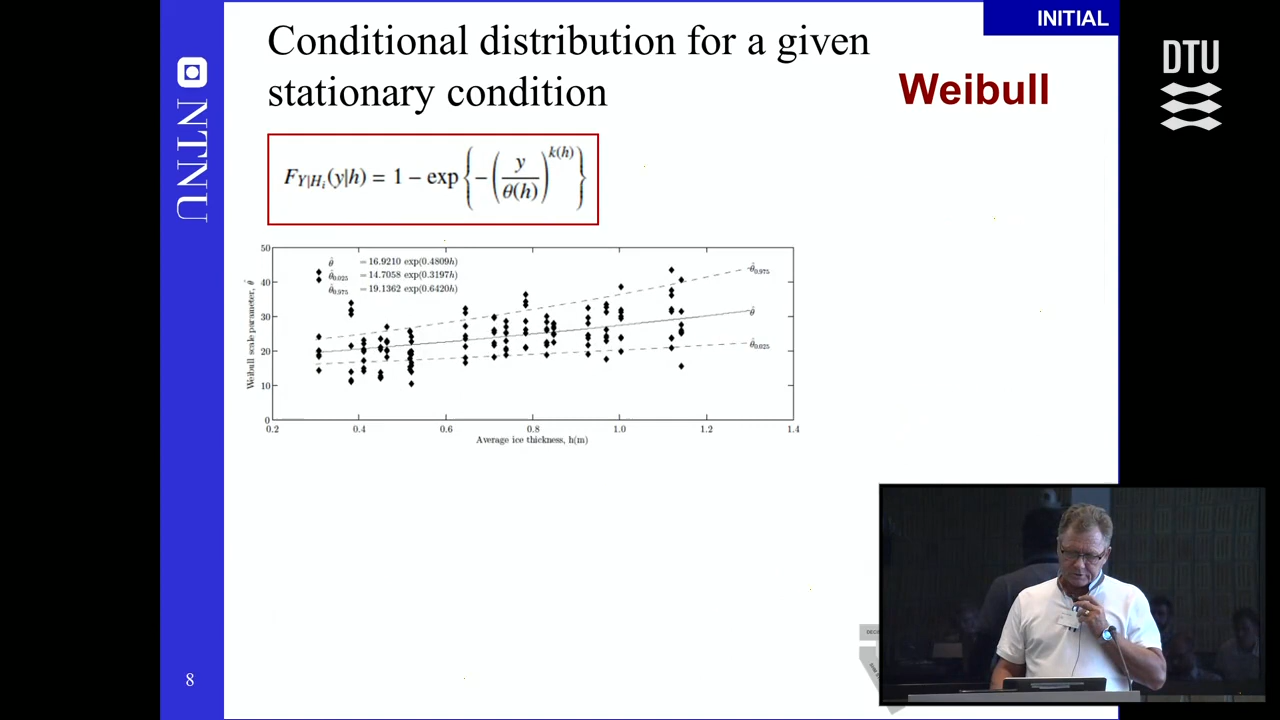 INITIAL
Conditional distribution for a given
stationary condition
Weibull
DTU
NTNU
F_{Y|H_i}(y|h) = 1 − exp{−(y/θ(h))^{k(h)}}
50
40
30
20
10
0
Weibull scale parameter, θ̂
θ̂ = 16.9210 exp(0.4809h)
θ̂0.025 = 14.7058 exp(0.3197h)
θ̂0.975 = 19.1362 exp(0.6420h)
θ̂0.975
θ̂
θ̂0.025
0.2 0.4 0.6 0.8 1.0 1.2 1.4
Average ice thickness, h(m)
8